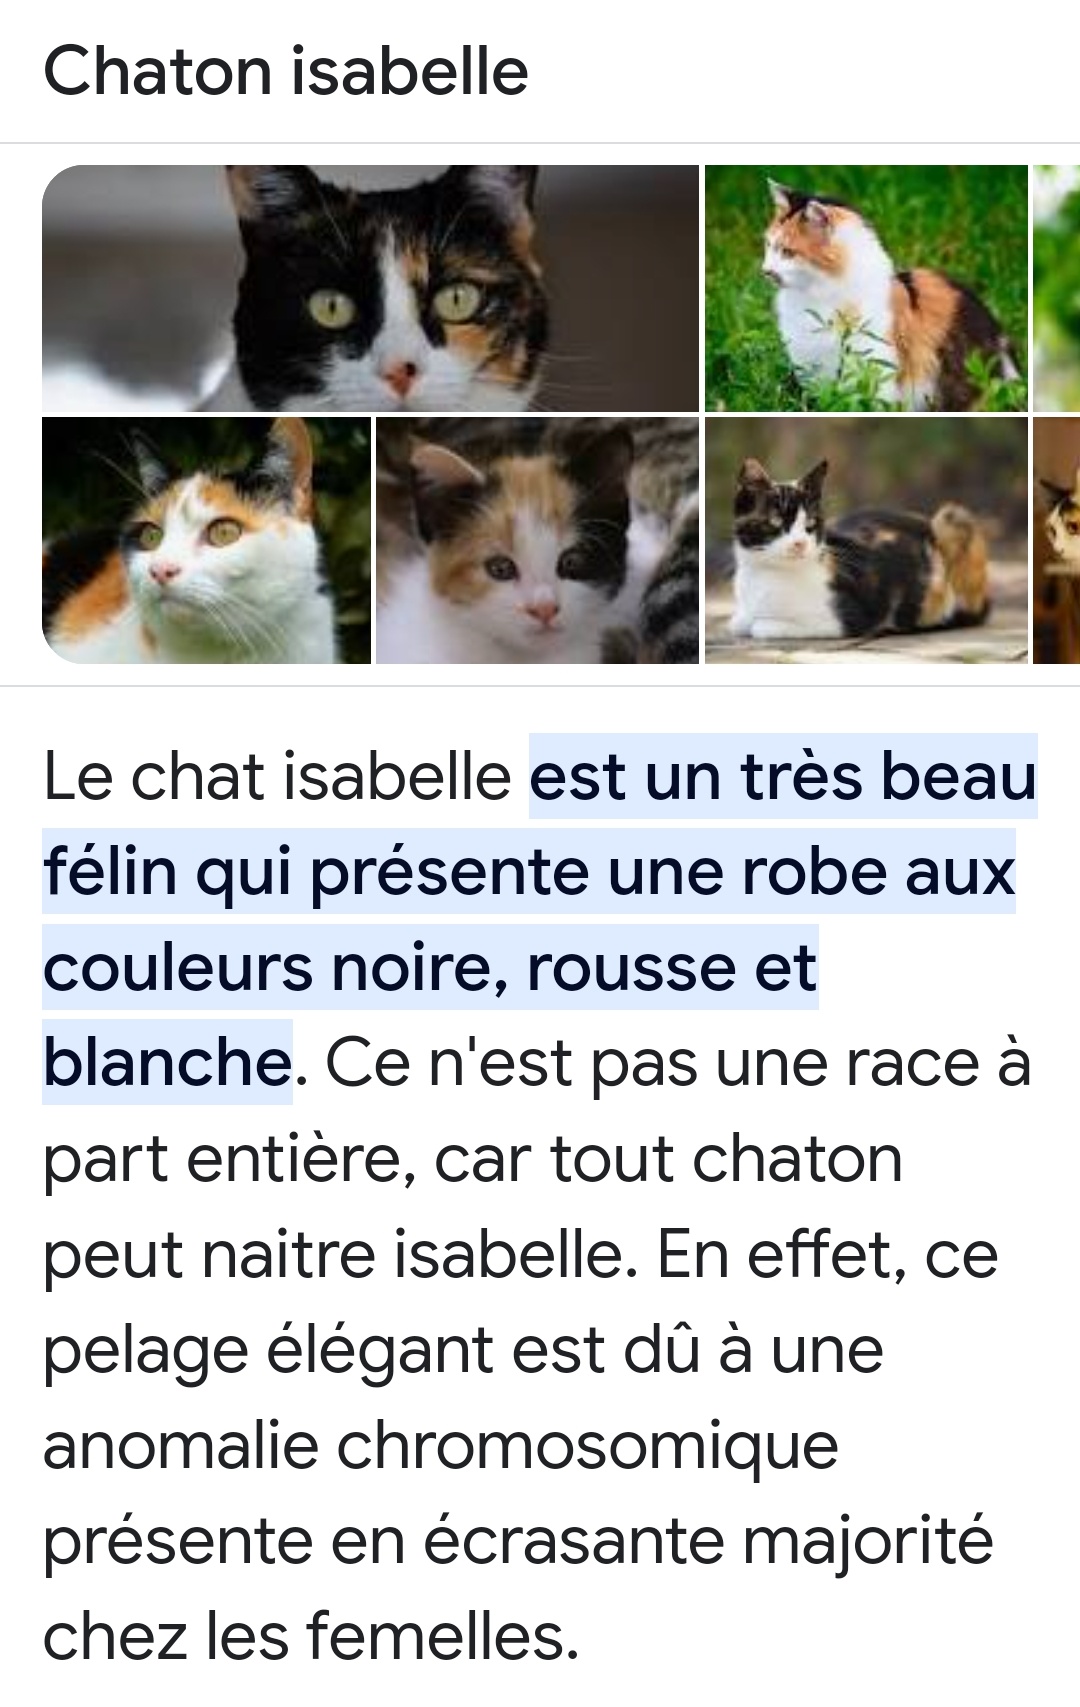 Chaton isabelle
Le chat isabelle est un très beau
félin qui présente une robe aux
couleurs noire, rousse et
blanche. Ce n'est pas une race à
part entière, car tout chaton
peut naitre isabelle. En effet, ce
pelage élégant est dû à une
anomalie chromosomique
présente en écrasante majorité
chez les femelles.